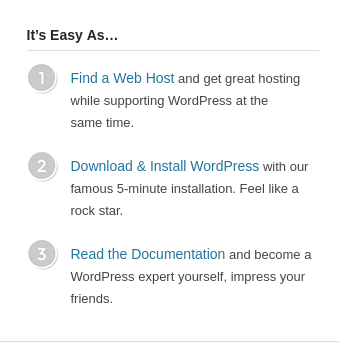 It’s Easy As…
1 Find a Web Host and get great hosting
while supporting WordPress at the
same time.
2 Download & Install WordPress with our
famous 5-minute installation. Feel like a
rock star.
3 Read the Documentation and become a
WordPress expert yourself, impress your
friends.